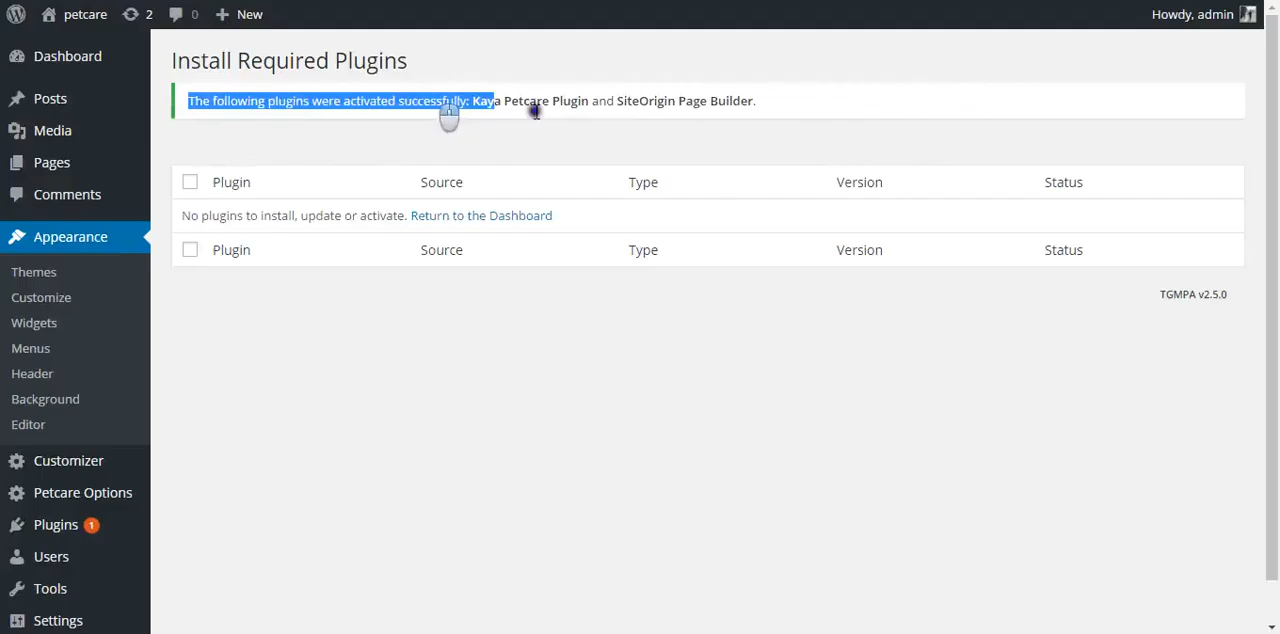 petcare 2 0 New Howdy, admin
Dashboard
Posts
Media
Pages
Comments
Appearance
Themes
Customize
Widgets
Menus
Header
Background
Editor
Customizer
Petcare Options
Plugins 1
Users
Tools
Settings
Install Required Plugins
The following plugins were activated successfully: Kaya Petcare Plugin and SiteOrigin Page Builder.
Plugin Source Type Version Status
No plugins to install, update or activate. Return to the Dashboard
Plugin Source Type Version Status
TGMPA v2.5.0